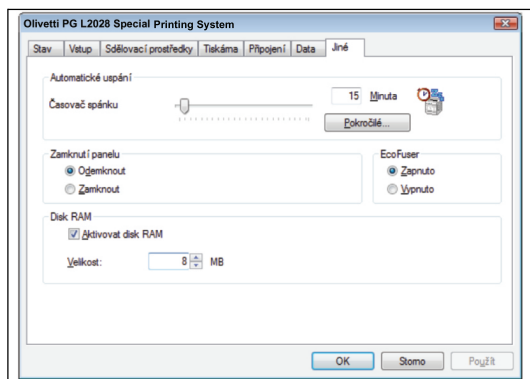 Olivetti PG L2028 Special Printing System
Stav Vstup Sdělovací prostředky Tiskárna Připojení Data Jiné
Automatické uspání
Časovač spánku 15 Minuta
Pokročilé...
Zamknutí panelu EcoFuser
Odemknout Zapnuto
Zamknout Vypnuto
Disk RAM
Aktivovat disk RAM
Velikost: 8 MB
OK Storno Použít